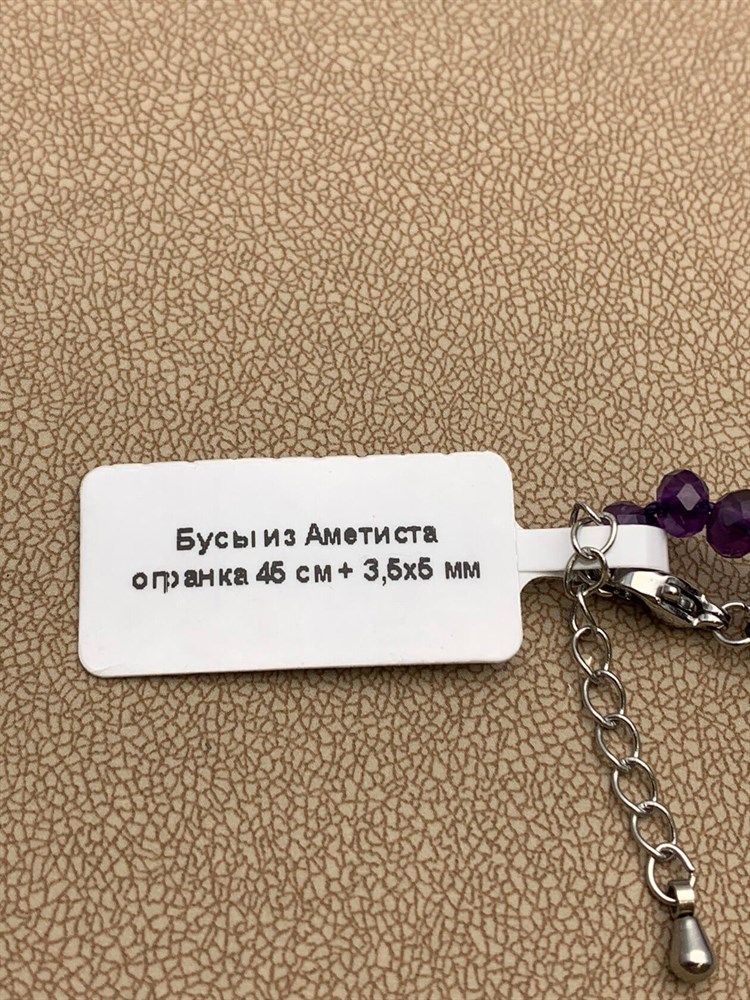 Бусы из Аметиста
огранка 45 см + 3,5х5 мм